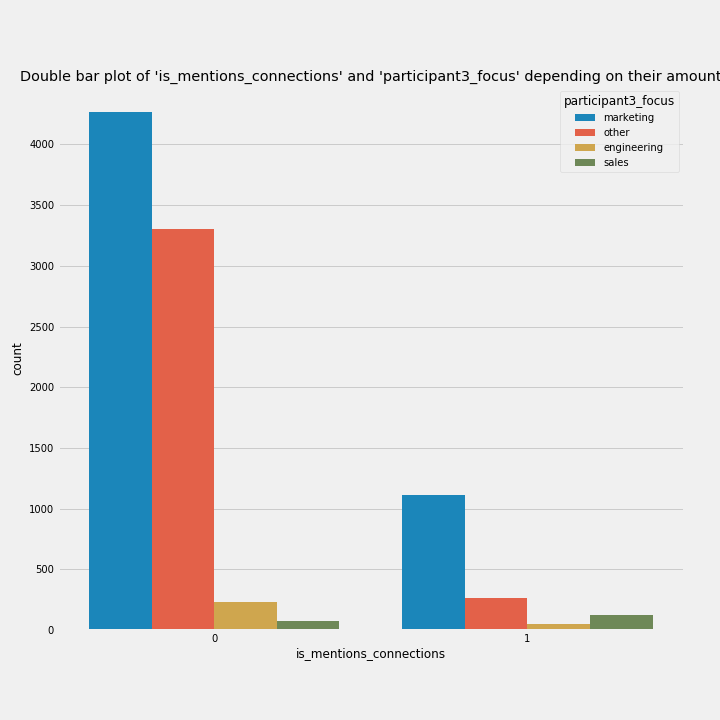 Double bar plot of 'is_mentions_connections' and 'participant3_focus' depending on their amount
participant3_focus
marketing
other
engineering
sales
4000
3500
3000
2500
2000
1500
1000
500
0
count
0
1
is_mentions_connections